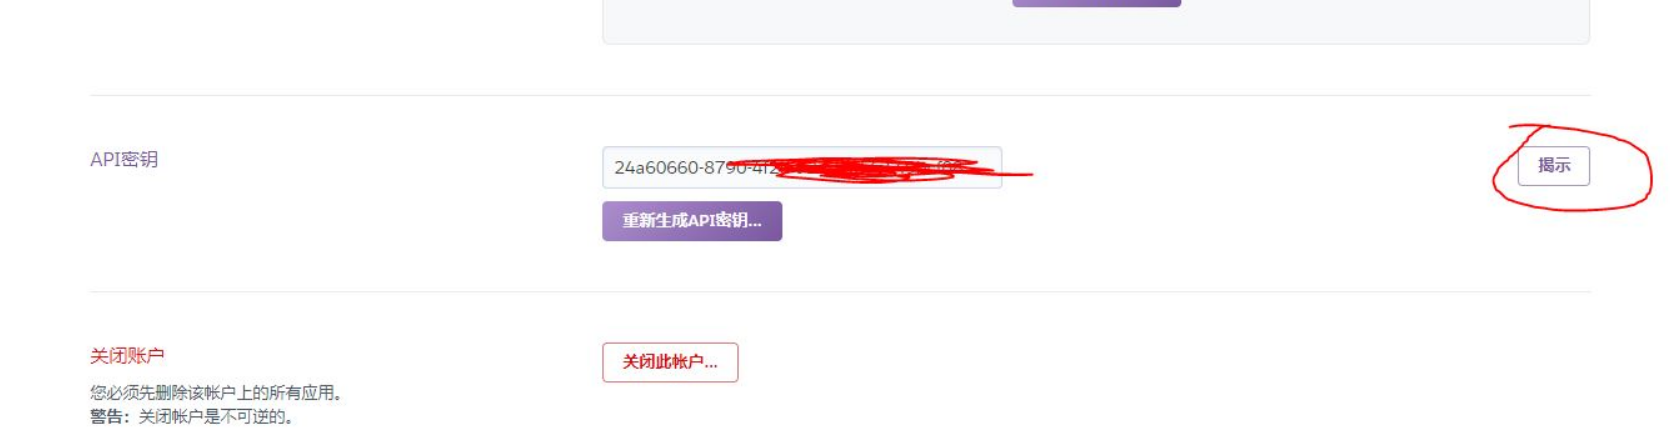 API密钥
24a60660-8790-4f2
揭示
重新生成API密钥...
关闭账户
关闭此帐户...
您必须先删除该帐户上的所有应用。
警告：关闭帐户是不可逆的。